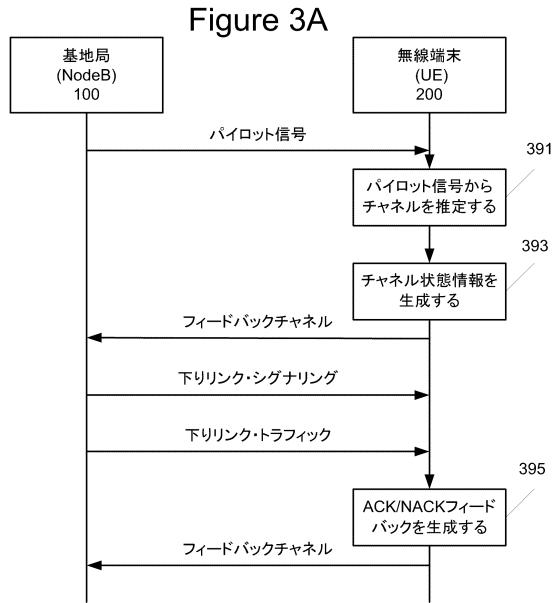 Figure 3A
基地局
(NodeB)
100
無線端末
(UE)
200
パイロット信号
391
パイロット信号から
チャネルを推定する
393
チャネル状態情報を
生成する
フィードバックチャネル
下りリンク・シグナリング
下りリンク・トラフィック
395
ACK/NACKフィード
バックを生成する
フィードバックチャネル